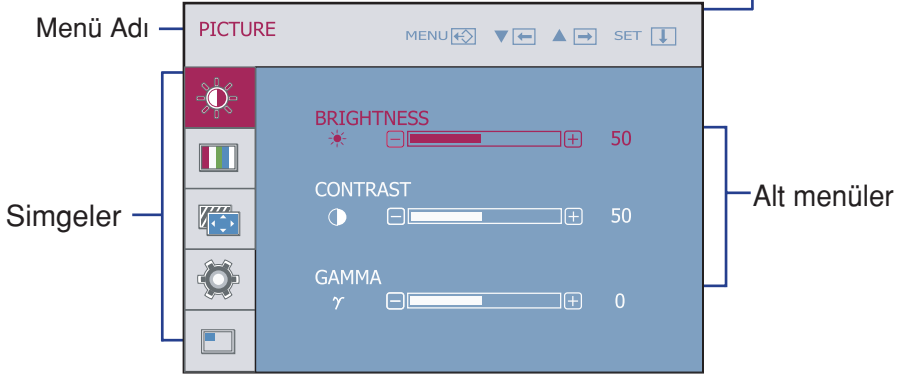 Menü Adı
PICTURE
MENU ▼ ▲ SET
BRIGHTNESS
50
CONTRAST
50
GAMMA
γ 0
Simgeler
Alt menüler